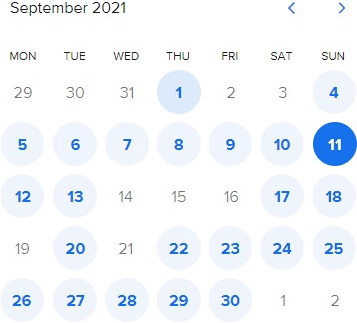 September 2021
MON TUE WED THU FRI SAT SUN
29 30 31 1 2 3 4
5 6 7 8 9 10 11
12 13 14 15 16 17 18
19 20 21 22 23 24 25
26 27 28 29 30 1 2